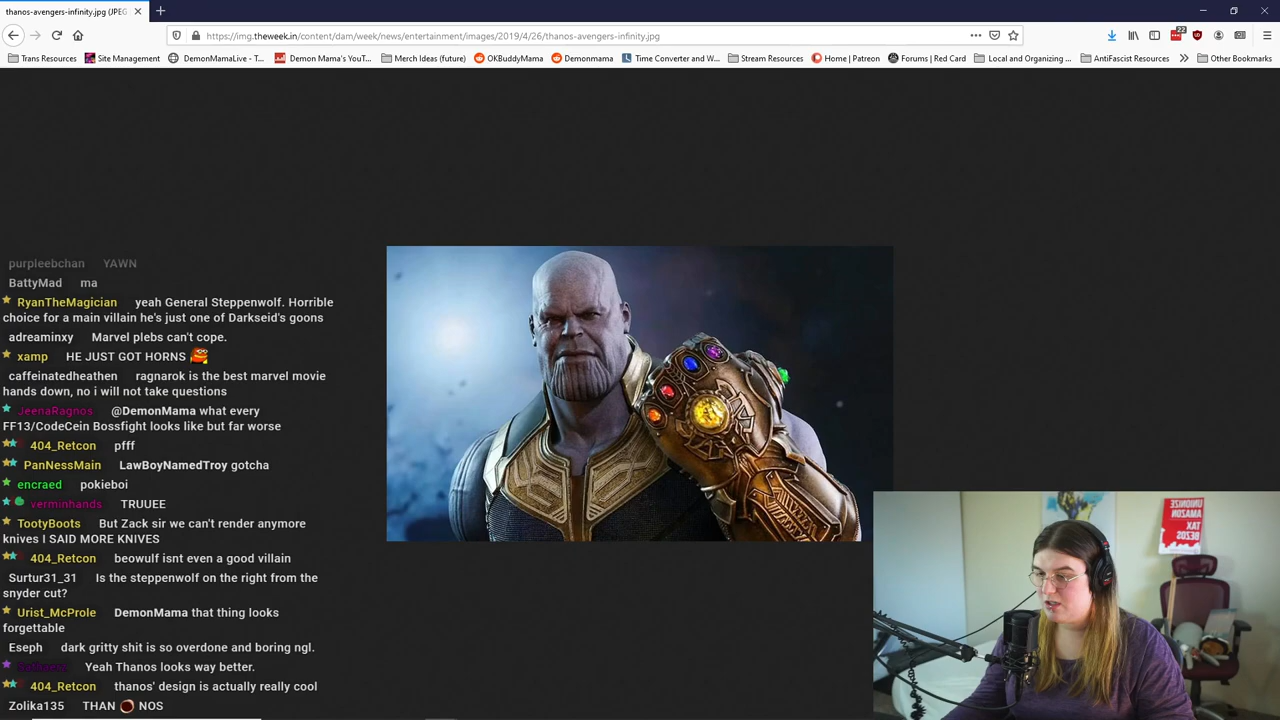 thanos-avengers-infinity.jpg (JPEG
https://img.theweek.in/content/dam/week/news/entertainment/images/2019/4/26/thanos-avengers-infinity.jpg
22
Trans Resources Site Management DemonMamaLive - T... Demon Mama's YouT... Merch Ideas (future) OKBuddyMama Demonmama Time Converter and W... Stream Resources Home | Patreon Forums | Red Card Local and Organizing ... AntiFascist Resources Other Bookmarks
purpleebchan YAWN
BattyMad ma
RyanTheMagician yeah General Steppenwolf. Horrible
choice for a main villain he's just one of Darkseid's goons
adreaminxy Marvel plebs can't cope.
xamp HE JUST GOT HORNS
caffeinatedheathen ragnarok is the best marvel movie
hands down, no i will not take questions
JeenaRagnos @DemonMama what every
FF13/CodeCein Bossfight looks like but far worse
404_Retcon pfff
PanNessMain LawBoyNamedTroy gotcha
encraed pokieboi
verminhands TRUUEE
TootyBoots But Zack sir we can't render anymore
knives I SAID MORE KNIVES
404_Retcon beowulf isnt even a good villain
Surtur31_31 Is the steppenwolf on the right from the
snyder cut?
Urist_McProle DemonMama that thing looks
forgettable
Eseph dark gritty shit is so overdone and boring ngl.
Yeah Thanos looks way better.
404_Retcon thanos' design is actually really cool
Zolika135 THAN NOS
UNIONIZE
AMAZON
TAX
BEZOS